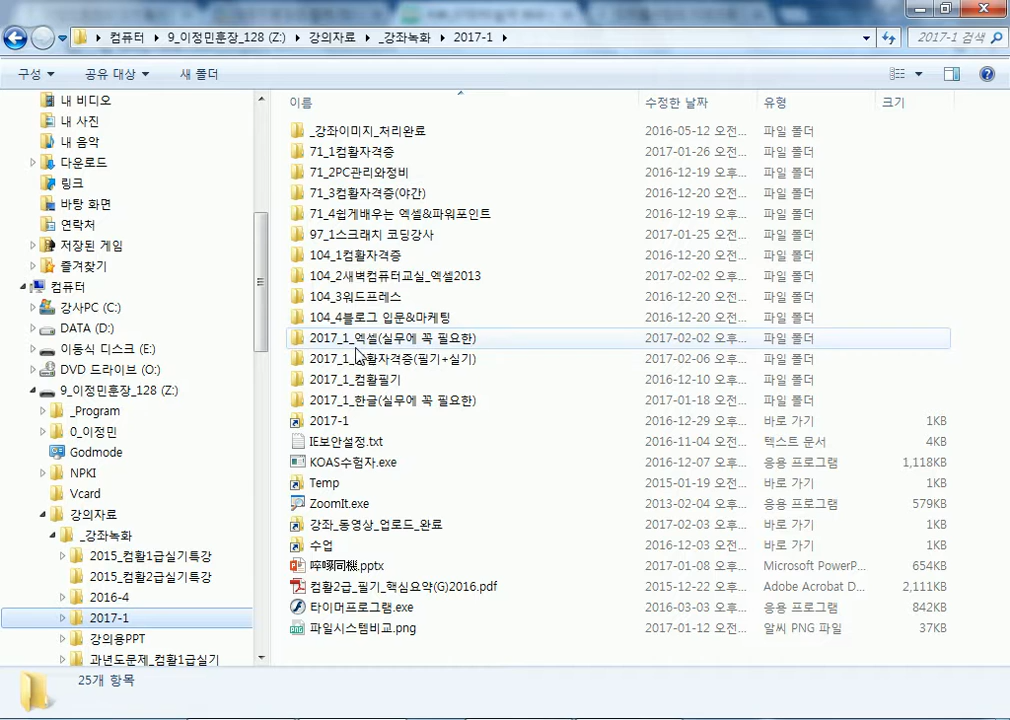 컴퓨터 ▸ 9_이정민훈장_128 (Z:) ▸ 강의자료 ▸ _강좌녹화 ▸ 2017-1 ▸
2017-1 검색
구성 공유 대상 새 폴더
내 비디오
내 사진
내 음악
다운로드
링크
바탕 화면
연락처
저장된 게임
즐겨찾기
컴퓨터
강사PC (C:)
DATA (D:)
이동식 디스크 (E:)
DVD 드라이브 (O:)
9_이정민훈장_128 (Z:)
_Program
0_이정민
Godmode
NPKI
Vcard
강의자료
_강좌녹화
2015_컴활1급실기특강
2015_컴활2급실기특강
2016-4
2017-1
강의용PPT
과년도문제_컴활1급실기
이름 수정한 날짜 유형 크기
_강좌이미지_처리완료 2016-05-12 오전... 파일 폴더
71_1컴활자격증 2017-01-26 오전... 파일 폴더
71_2PC관리와정비 2016-12-19 오후... 파일 폴더
71_3컴활자격증(야간) 2016-12-20 오전... 파일 폴더
71_4쉽게배우는 엑셀&파워포인트 2016-12-19 오후... 파일 폴더
97_1스크래치 코딩강사 2017-01-25 오후... 파일 폴더
104_1컴활자격증 2016-12-20 오전... 파일 폴더
104_2새벽컴퓨터교실_엑셀2013 2017-02-02 오후... 파일 폴더
104_3워드프레스 2016-12-20 오전... 파일 폴더
104_4블로그 입문&마케팅 2016-12-20 오전... 파일 폴더
2017_1_엑셀(실무에 꼭 필요한) 2017-02-02 오후... 파일 폴더
2017_1_활자격증(필기+실기) 2017-02-06 오후... 파일 폴더
2017_1_컴활필기 2016-12-10 오후... 파일 폴더
2017_1_한글(실무에 꼭 필요한) 2017-01-18 오후... 파일 폴더
2017-1 2016-12-29 오전... 바로 가기 1KB
IE보안설정.txt 2016-11-04 오전... 텍스트 문서 4KB
KOAS수험자.exe 2016-12-07 오후... 응용 프로그램 1,118KB
Temp 2015-01-19 오후... 바로 가기 1KB
ZoomIt.exe 2013-02-04 오후... 응용 프로그램 579KB
강좌_동영상_업로드_완료 2017-02-03 오후... 바로 가기 1KB
수업 2016-12-03 오후... 바로 가기 1KB
.pptx 2017-01-08 오후... Microsoft PowerP... 654KB
컴활2급_필기_핵심요약(G)2016.pdf 2015-12-22 오후... Adobe Acrobat D... 2,111KB
타이머프로그램.exe 2016-03-03 오후... 응용 프로그램 842KB
파일시스템비교.png 2017-01-12 오후... 알씨 PNG 파일 37KB
25개 항목